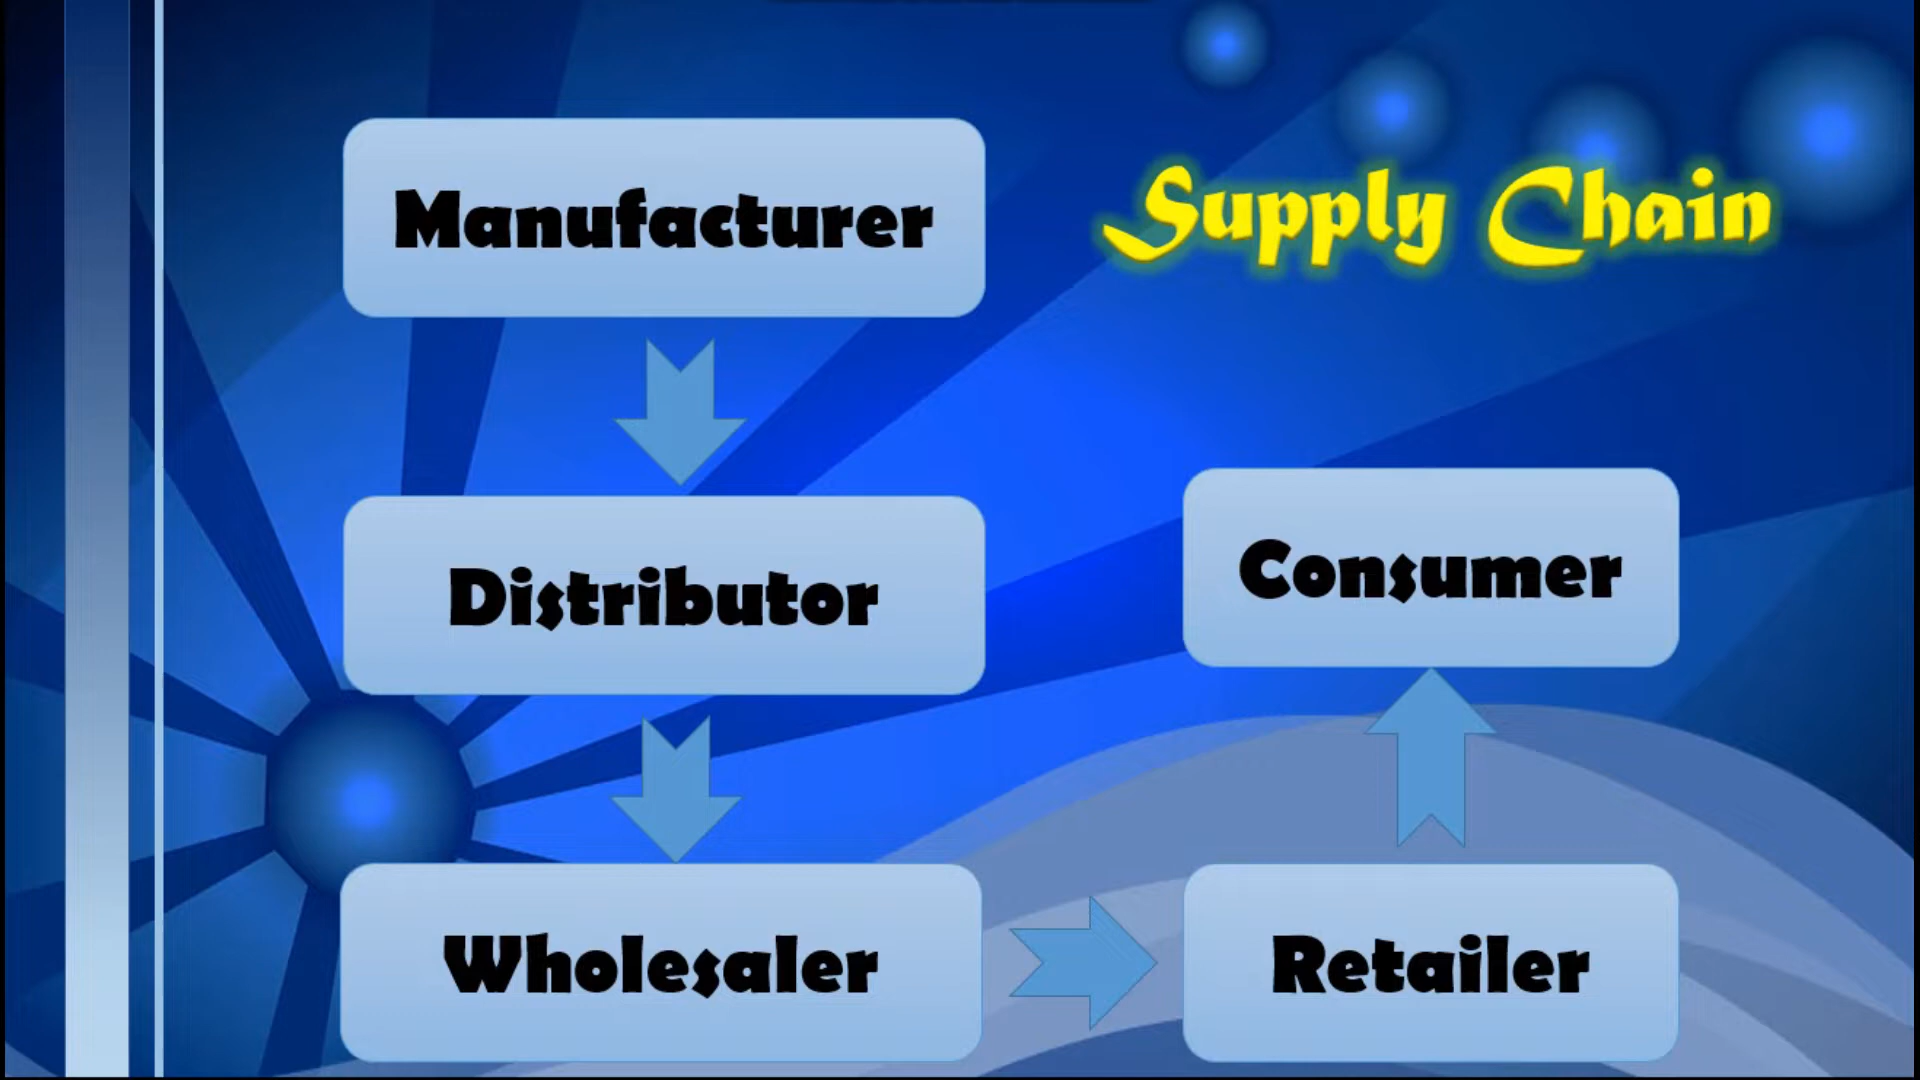 Manufacturer
Supply Chain
Distributor
Consumer
Wholesaler
Retailer